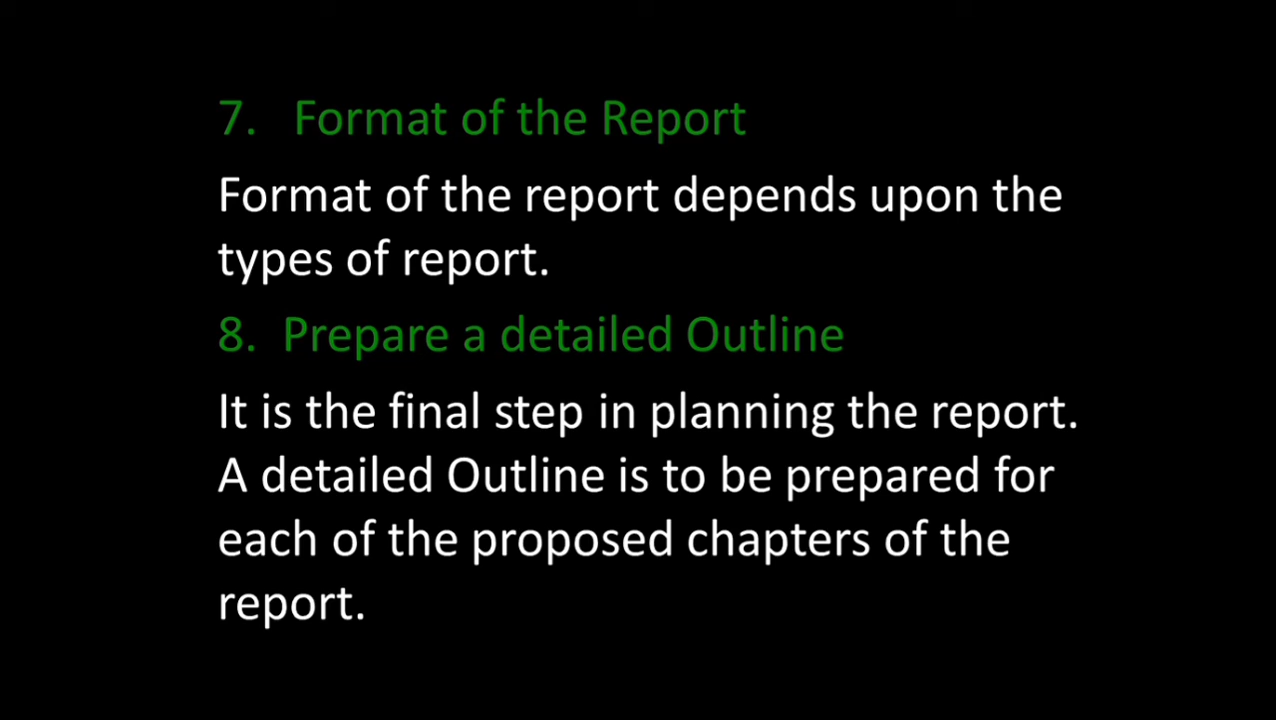 7. Format of the Report
Format of the report depends upon the
types of report.
8. Prepare a detailed Outline
It is the final step in planning the report.
A detailed Outline is to be prepared for
each of the proposed chapters of the
report.